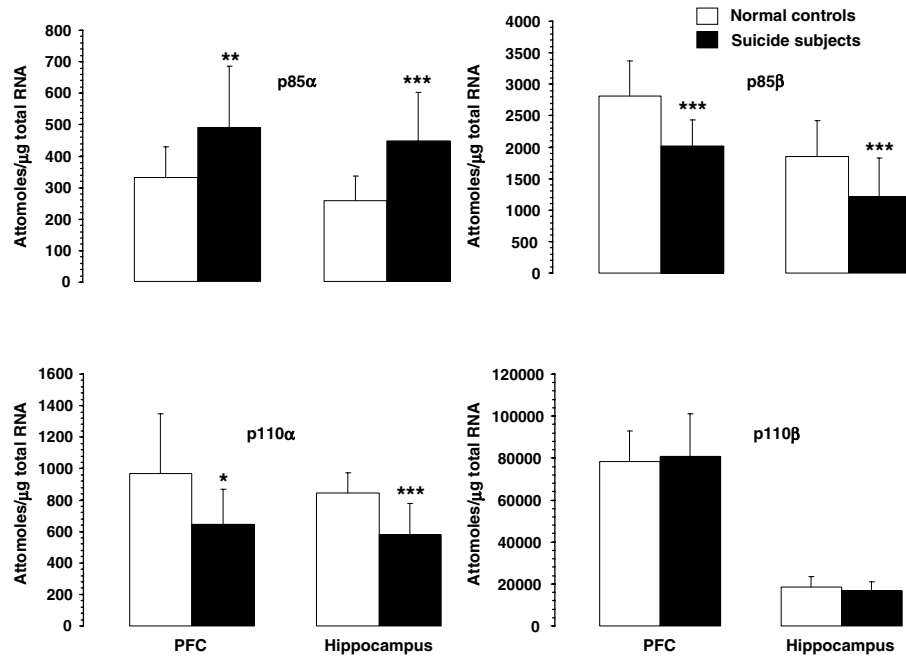 Normal controls
Suicide subjects
Attomoles/μg total RNA
800
700
600
500
400
300
200
100
0
p85α
**
***
Attomoles/μg total RNA
4000
3500
3000
2500
2000
1500
1000
500
0
p85β
***
***
Attomoles/μg total RNA
1600
1400
1200
1000
800
600
400
200
0
p110α
*
***
PFC
Hippocampus
Attomoles/μg total RNA
120000
100000
80000
60000
40000
20000
0
p110β
PFC
Hippocampus